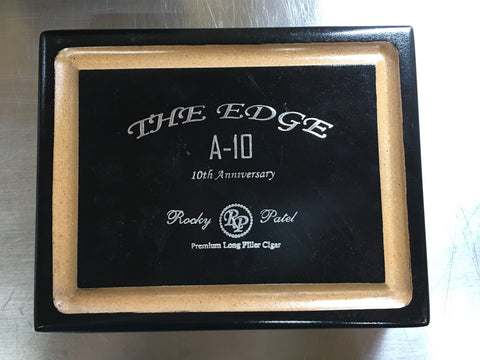 THE EDGE
A-10
10th Anniversary
Rocky RP Patel
Premium Long Filler Cigar